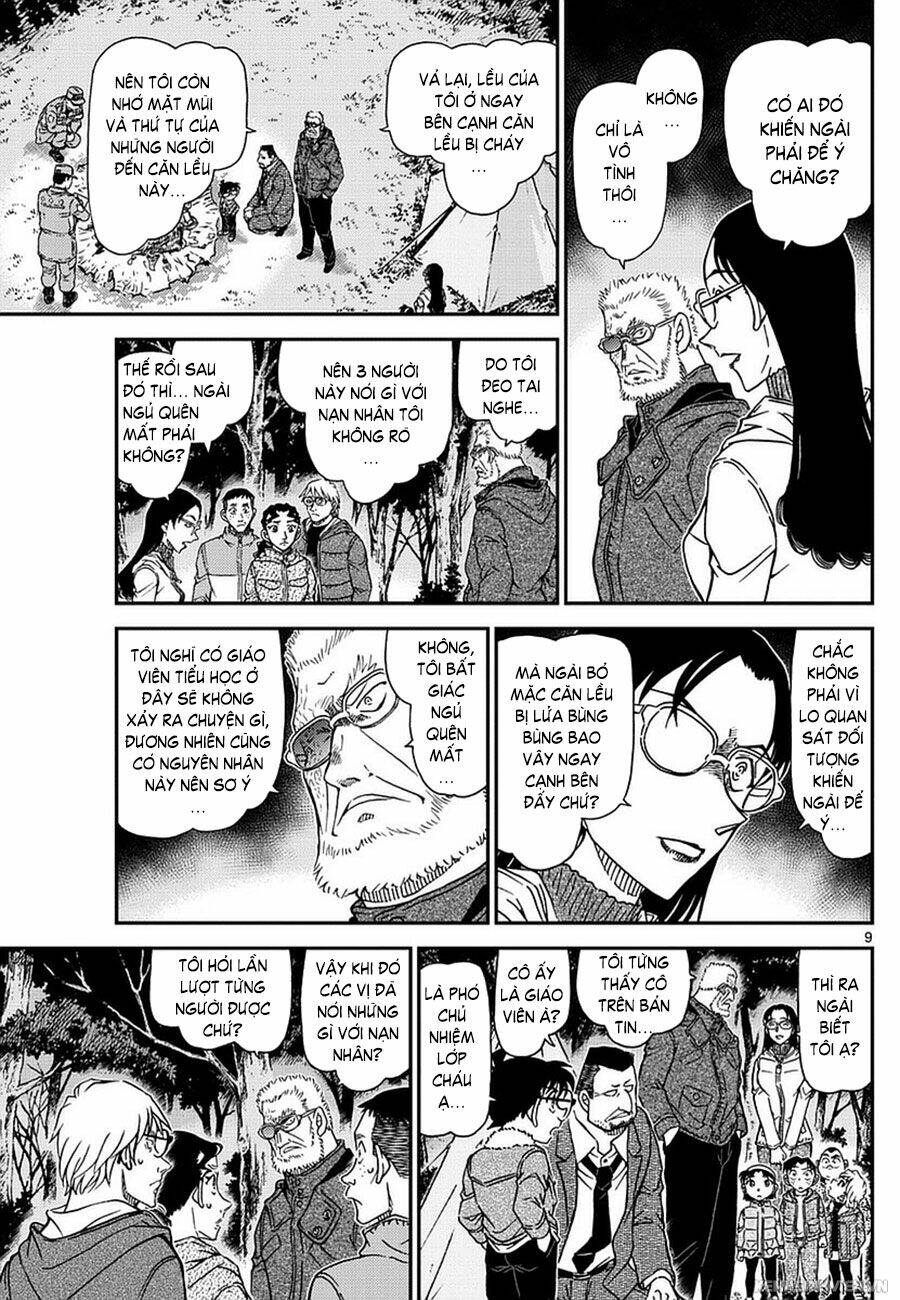 CÓ AI ĐÓ
KHIẾN NGÀI
PHẢI ĐỂ Ý
CHĂNG?
KHÔNG
...
CHỈ LÀ
VÔ
TÌNH
THÔI
...
VẢ LẠI, LỀU CỦA
TÔI Ở NGAY
BÊN CẠNH CĂN
LỀU BỊ CHÁY
...
NÊN TÔI CÒN
NHỚ MẶT MŨI
VÀ THỨ TỰ CỦA
NHỮNG NGƯỜI
ĐẾN CĂN LỀU
NÀY...
DO TÔI
ĐEO TAI
NGHE...
NÊN 3 NGƯỜI
NÀY NÓI GÌ VỚI
NẠN NHÂN TÔI
KHÔNG RÕ
...
THẾ RỒI SAU
ĐÓ THÌ... NGÀI
NGỦ QUÊN
MẤT PHẢI
KHÔNG?
CHẮC
KHÔNG
PHẢI VÌ
LO QUAN
SÁT ĐỐI
TƯỢNG
KHIẾN
NGÀI ĐỂ
Ý...
MÀ NGÀI BỎ
MẶC CĂN LỀU
BỊ LỬA BÙNG
BÙNG BAO
VÂY NGAY
CẠNH BÊN
ĐẤY CHỨ?
KHÔNG,
TÔI BẤT
GIÁC
NGỦ
QUÊN
MẤT
...
TÔI NGHĨ CÓ GIÁO
VIÊN TIỂU HỌC Ở
ĐÂY SẼ KHÔNG
XẢY RA CHUYỆN GÌ,
ĐƯƠNG NHIÊN CŨNG
CÓ NGUYÊN NHÂN
NÀY NÊN SƠ Ý
...
9
THÌ RA
NGÀI
BIẾT
TÔI Ạ?
TÔI TỪNG
THẤY CÔ
TRÊN BẢN
TIN...
CÔ ẤY
LÀ GIÁO
VIÊN À?
LÀ PHÓ
CHỦ
NHIỆM
LỚP
CHÁU
Ạ...
VẬY KHI ĐÓ
CÁC VỊ ĐÃ
NÓI NHỮNG
GÌ VỚI NẠN
NHÂN?
TÔI HỎI LẦN
LƯỢT TỪNG
NGƯỜI ĐƯỢC
CHỨ?